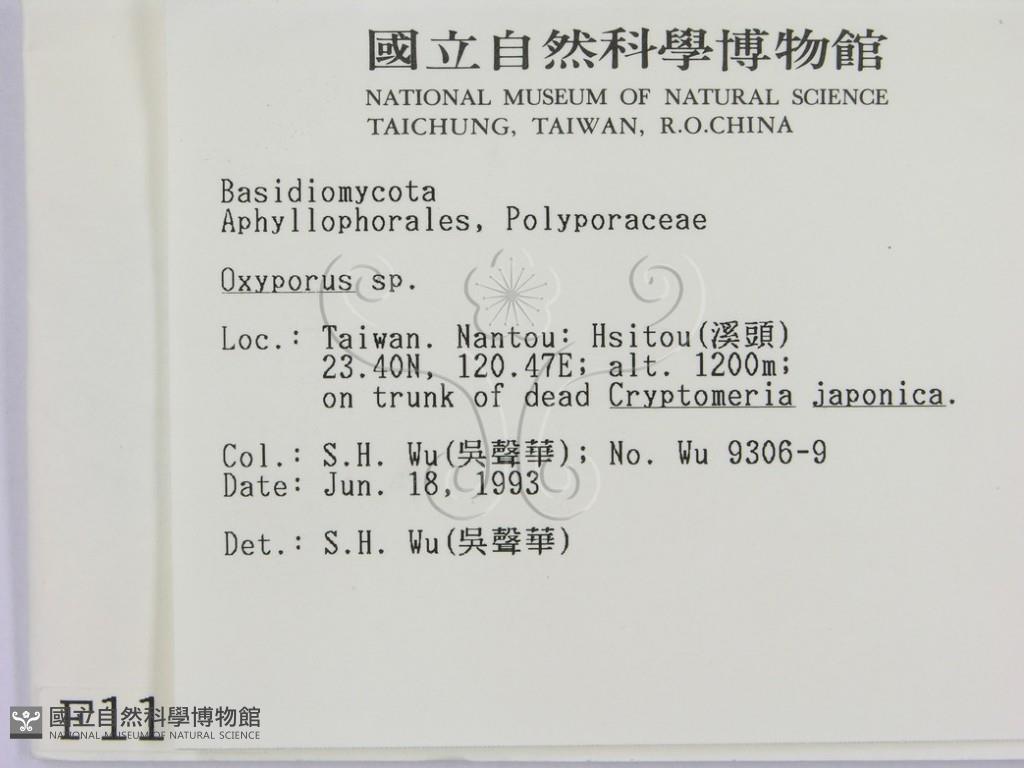 國立自然科學博物館
NATIONAL MUSEUM OF NATURAL SCIENCE
TAICHUNG, TAIWAN, R.O.CHINA
Basidiomycota
Aphyllophorales, Polyporaceae
Oxyporus sp.
Loc.: Taiwan. Nantou: Hsitou(溪頭)
23.40N, 120.47E; alt. 1200m;
on trunk of dead Cryptomeria japonica.
Col.: S.H. Wu(吳聲華); No. Wu 9306-9
Date: Jun. 18, 1993
Det.: S.H. Wu(吳聲華)
F11
國立自然科學博物館
NATIONAL MUSEUM OF NATURAL SCIENCE